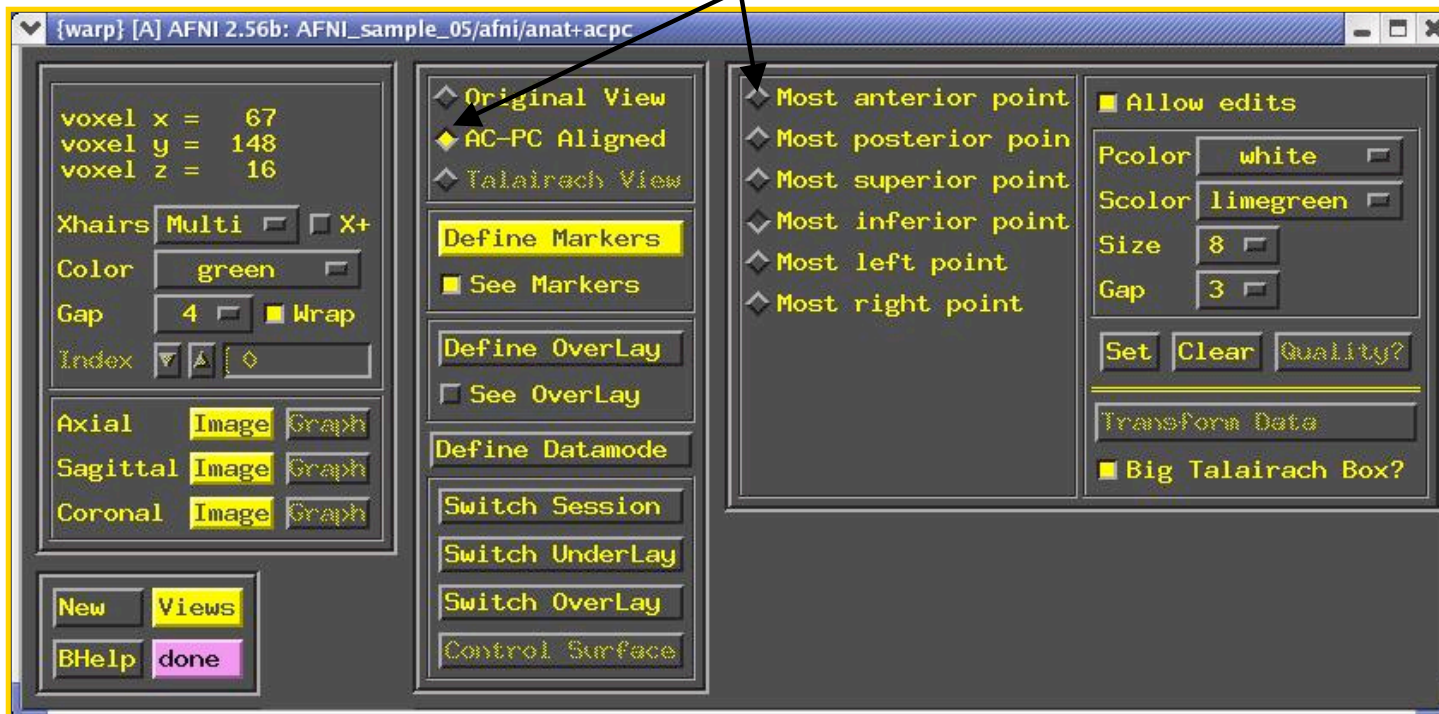 {warp} [A] AFNI 2.56b: AFNI_sample_05/afni/anat+acpc
voxel x = 67
voxel y = 148
voxel z = 16
Xhairs Multi X+
Color green
Gap 4 Wrap
Index 0
Axial Image Graph
Sagittal Image Graph
Coronal Image Graph
New Views
BHelp done
Original View
AC-PC Aligned
Talairach View
Define Markers
See Markers
Define OverLay
See OverLay
Define Datamode
Switch Session
Switch UnderLay
Switch OverLay
Control Surface
Most anterior point
Most posterior poin
Most superior point
Most inferior point
Most left point
Most right point
Allow edits
Pcolor white
Scolor limegreen
Size 8
Gap 3
Set Clear Quality?
Transform Data
Big Talairach Box?